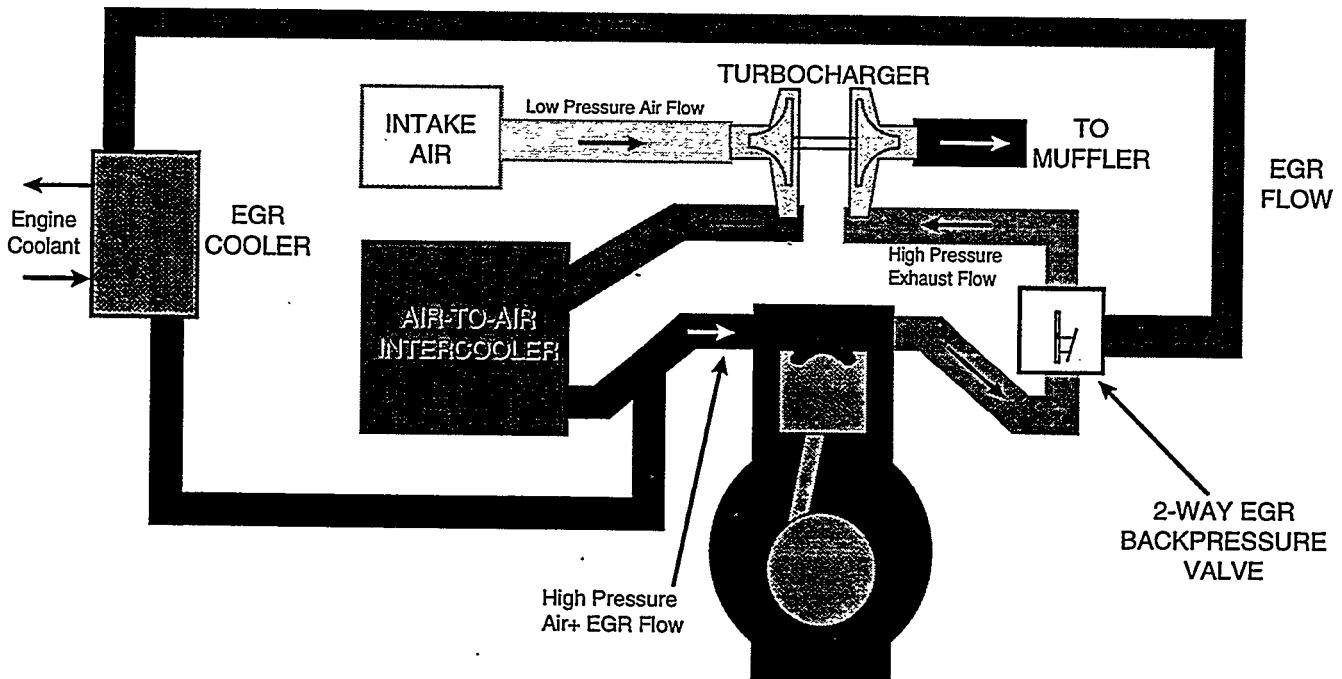 TURBOCHARGER
Low Pressure Air Flow
INTAKE
AIR
TO
MUFFLER
EGR
FLOW
Engine
Coolant
EGR
COOLER
High Pressure
Exhaust Flow
AIR-TO-AIR
INTERCOOLER
2-WAY EGR
BACKPRESSURE
VALVE
High Pressure
Air+ EGR Flow